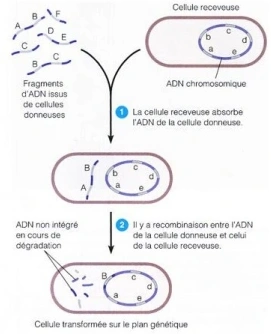 Cellule receveuse
A B F
D E
C
B C
b c
a d
e
Fragments
d'ADN issus
de cellules
donneuses
ADN chromosomique
1 La cellule receveuse absorbe
l'ADN de la cellule donneuse.
B
A
b c
a d
e
ADN non intégré
en cours de
dégradation
2 Il y a recombinaison entre l'ADN
de la cellule donneuse et celui
de la cellule receveuse.
B c
a d
e
Cellule transformée sur le plan génétique